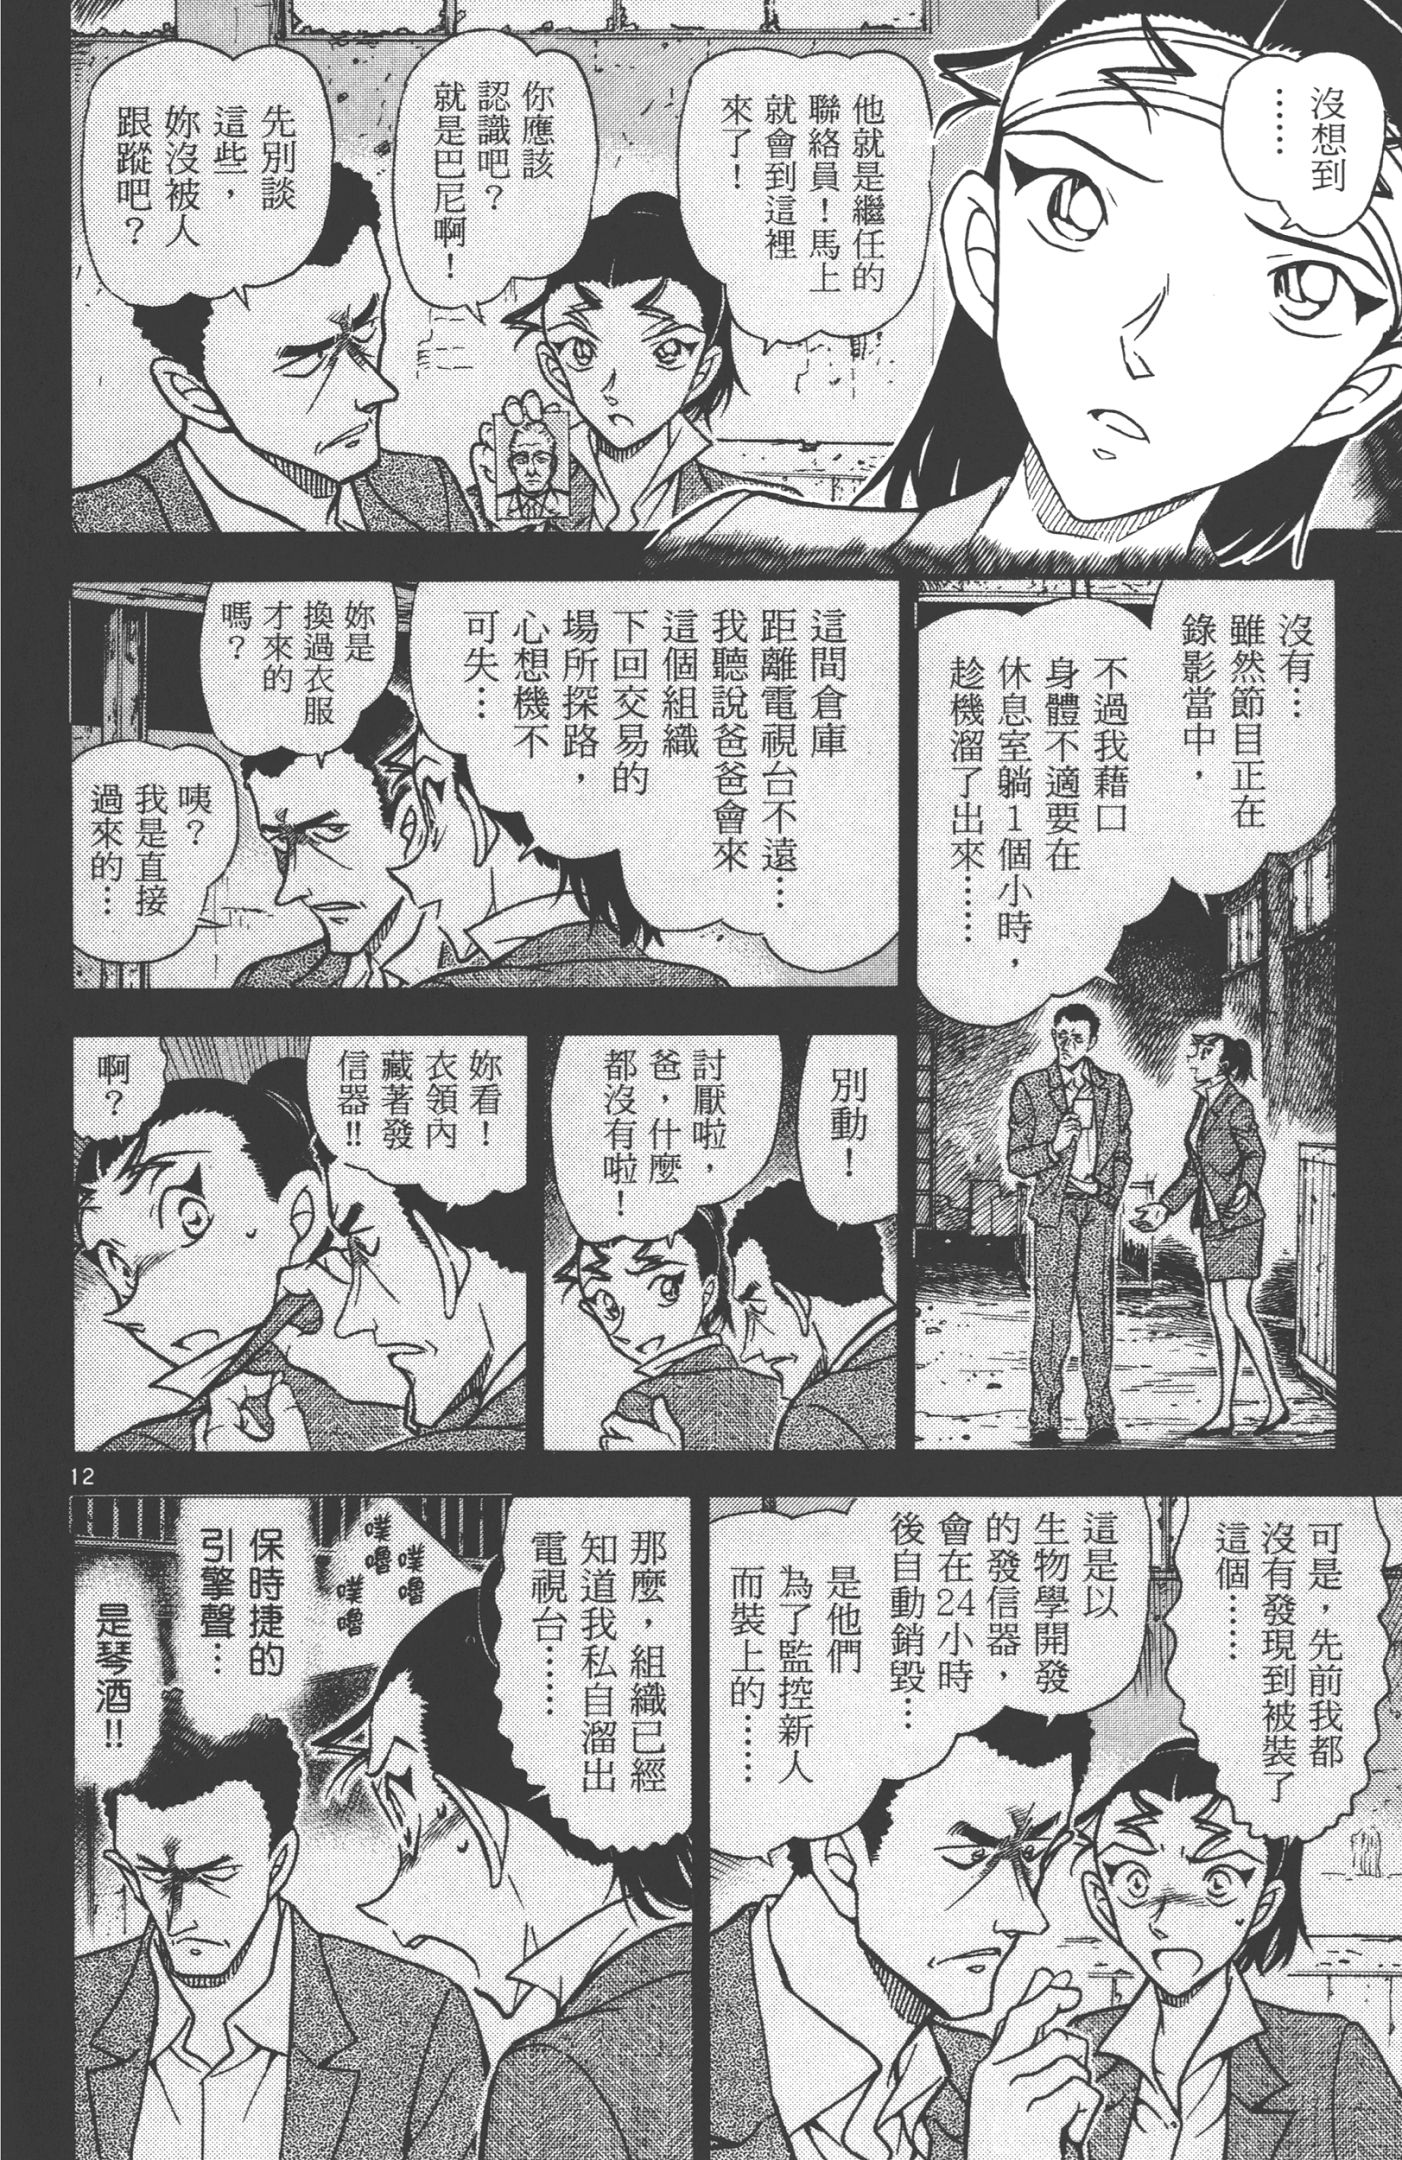 沒想到
……
他就是繼任的
聯絡員！馬上
就會到這裡
來了！
你應該
認識吧？
就是巴尼啊！
先別談
這些，
妳沒被人
跟蹤吧？
沒有…
雖然節目正在
錄影當中，
不過我藉口
身體不適要在
休息室躺1個小時，
趁機溜了出來……
這間倉庫
距離電視台不遠…
我聽說爸爸會來
這個組織
下回交易的
場所探路，
心想機不
可失…
妳是
換過衣服
才來的
嗎？
咦？
我是直接
過來的…
別動！
討厭啦，
爸，什麼
都沒有啦！
妳看！
衣領內
藏著發
信器!!
啊？
12
可是，先前我都
沒有發現到被裝了
這個……
這是以
生物學開發
的發信器，
會在24小時
後自動銷毀…
是他們
為了監控新人
而裝上的……
那麼，組織已經
知道我私自溜出
電視台……
噗嚕
噗嚕
噗嚕
保時捷的
引擎聲…
是琴酒!!